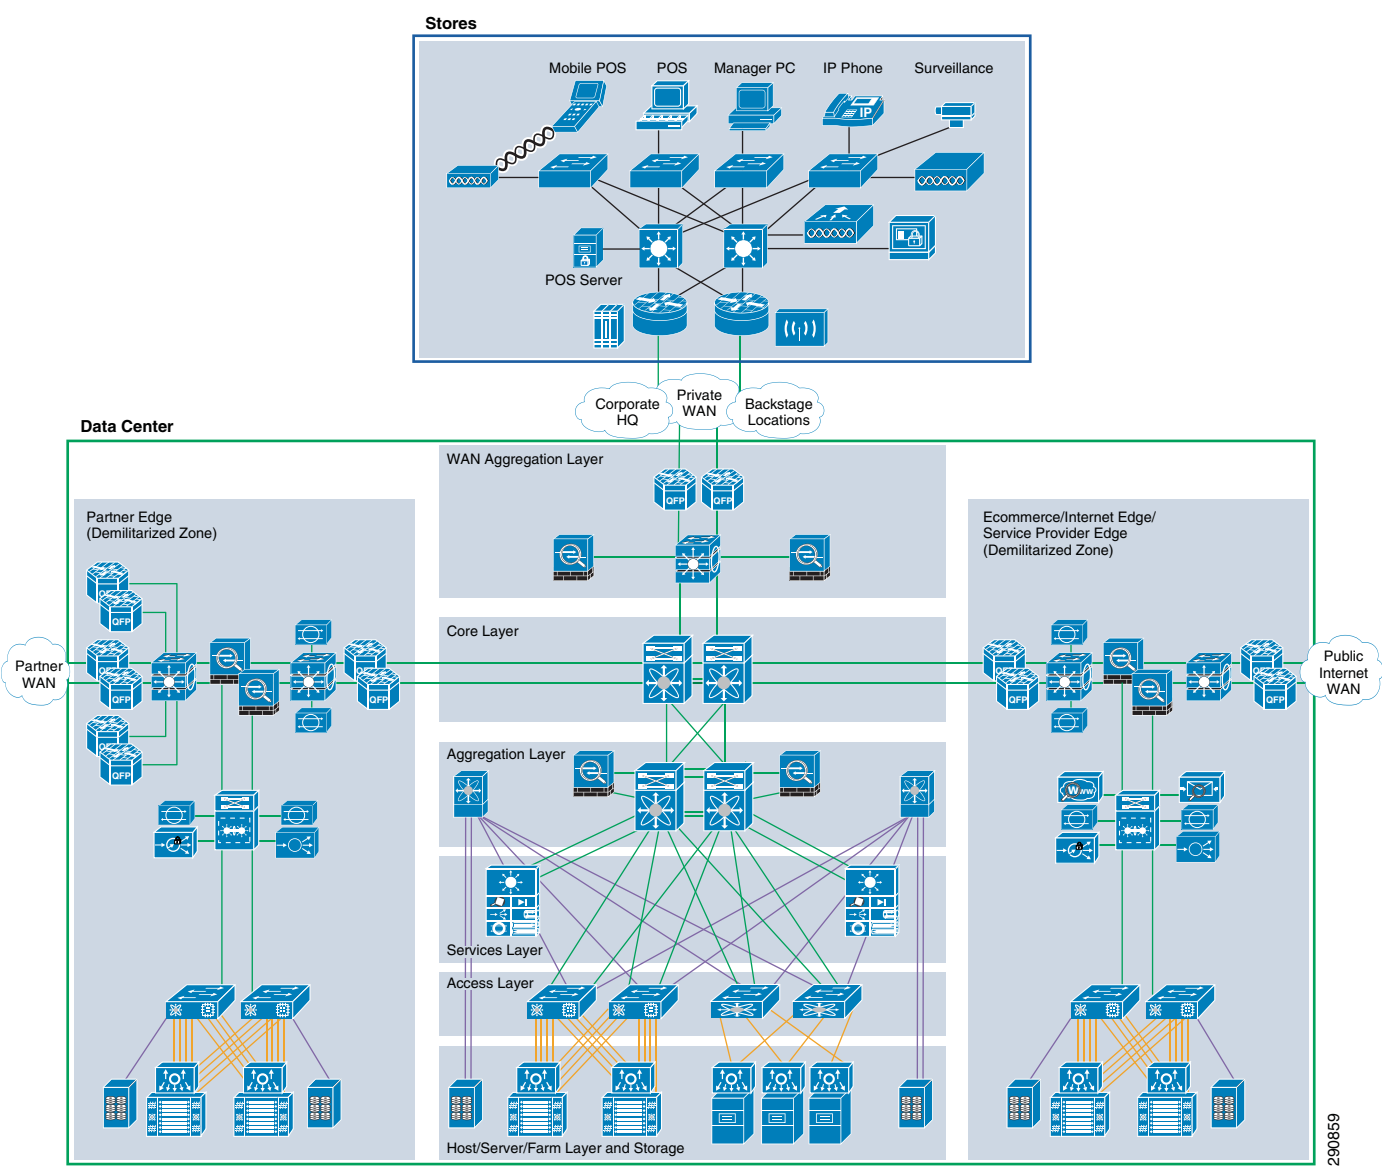 Stores
Mobile POS
POS
Manager PC
IP Phone
Surveillance
IP
POS Server
Corporate
HQ
Private
WAN
Backstage
Locations
Data Center
WAN Aggregation Layer
QFP
QFP
Partner Edge
(Demilitarized Zone)
Ecommerce/Internet Edge/
Service Provider Edge
(Demilitarized Zone)
QFP
Core Layer
Partner
WAN
QFP
QFP
QFP
QFP
Public
Internet
WAN
QFP
Aggregation Layer
WWW
Services Layer
Access Layer
Host/Server/Farm Layer and Storage
290859